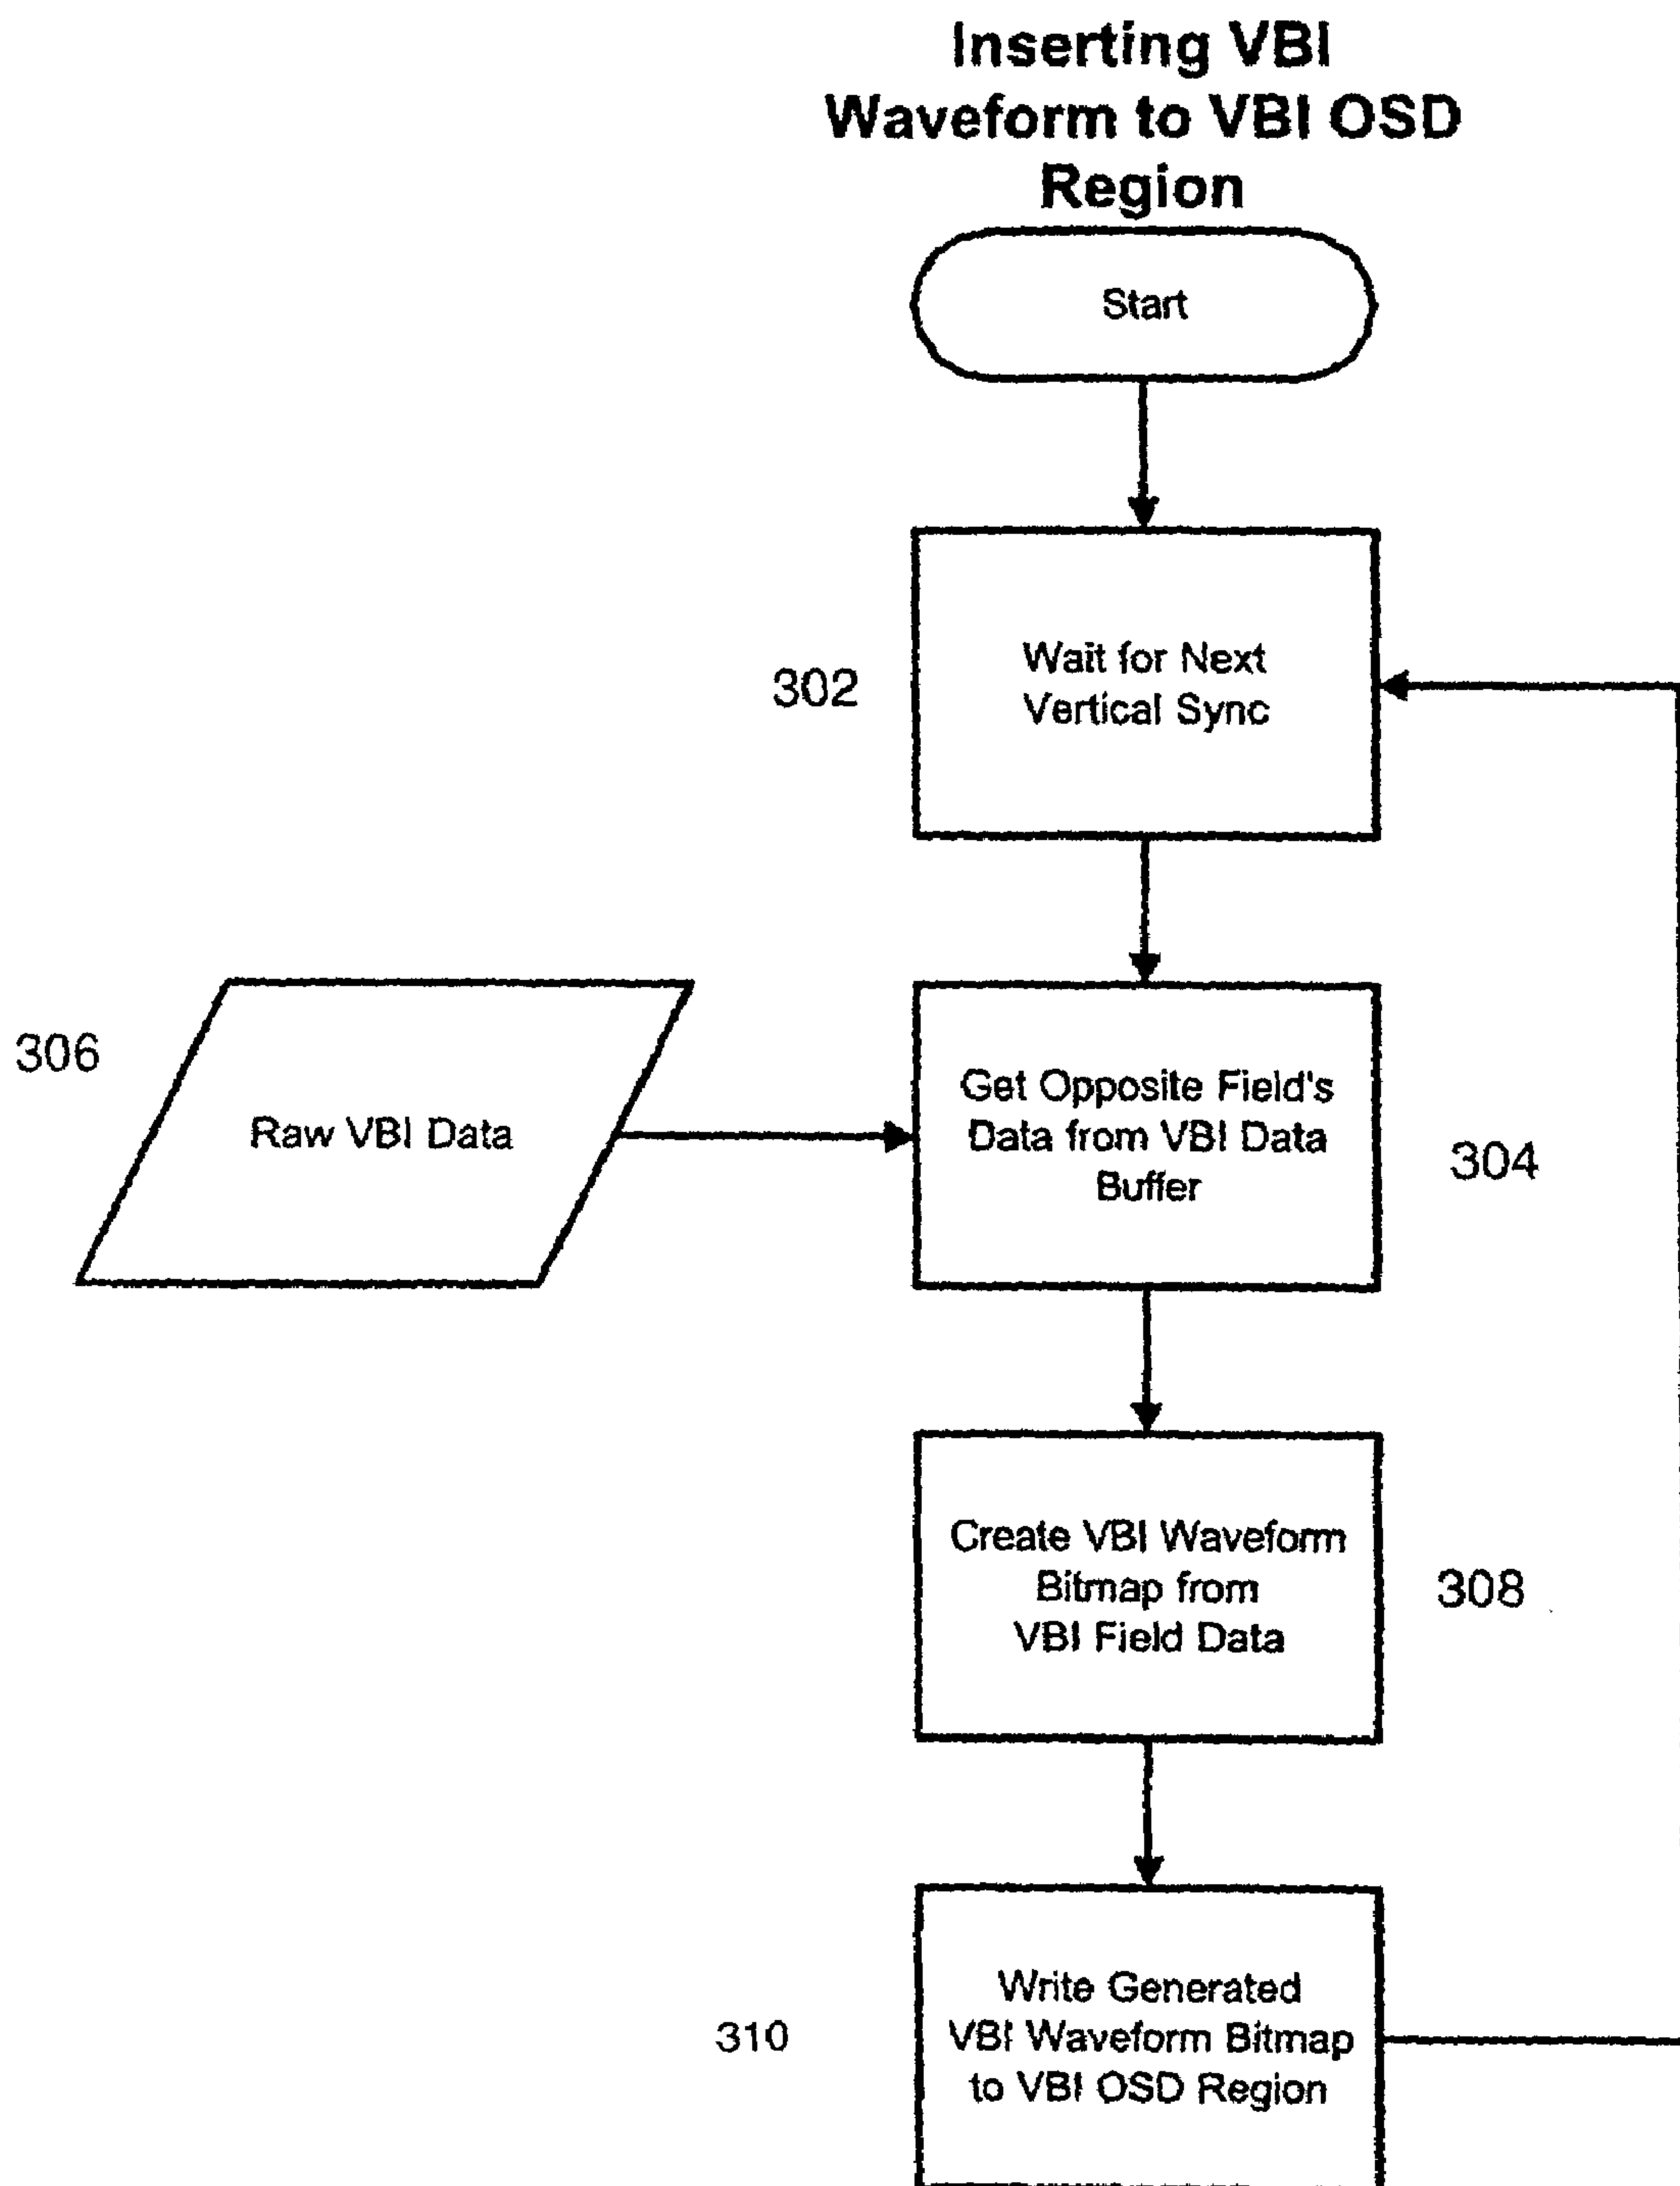 Inserting VBI
Waveform to VBI OSD
Region
Start
302
Wait for Next
Vertical Sync
306
Raw VBI Data
Get Opposite Field's
Data from VBI Data
Buffer
304
Create VBI Waveform
Bitmap from
VBI Field Data
308
310
Write Generated
VBI Waveform Bitmap
to VBI OSD Region